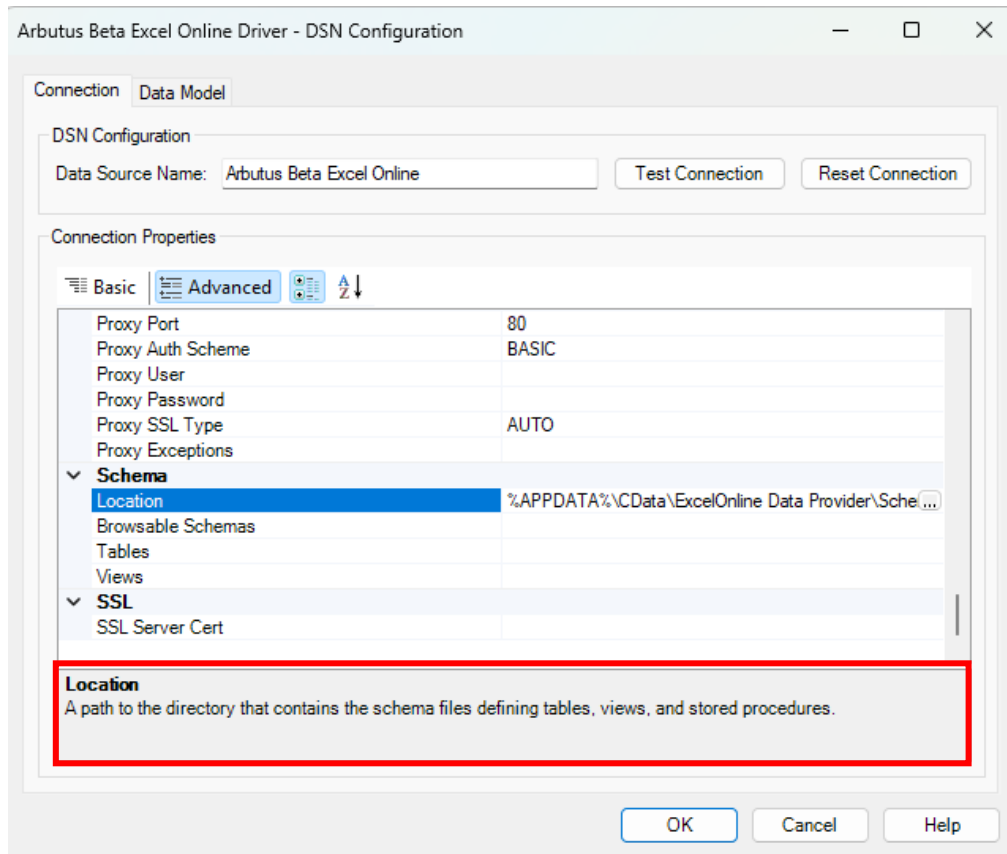 Arbutus Beta Excel Online Driver - DSN Configuration
Connection Data Model
DSN Configuration
Data Source Name: Arbutus Beta Excel Online Test Connection Reset Connection
Connection Properties
Basic Advanced
Proxy Port 80
Proxy Auth Scheme BASIC
Proxy User
Proxy Password
Proxy SSL Type AUTO
Proxy Exceptions
Schema
Location %APPDATA%\CData\ExcelOnline Data Provider\Sche ...
Browsable Schemas
Tables
Views
SSL
SSL Server Cert
Location
A path to the directory that contains the schema files defining tables, views, and stored procedures.
OK Cancel Help